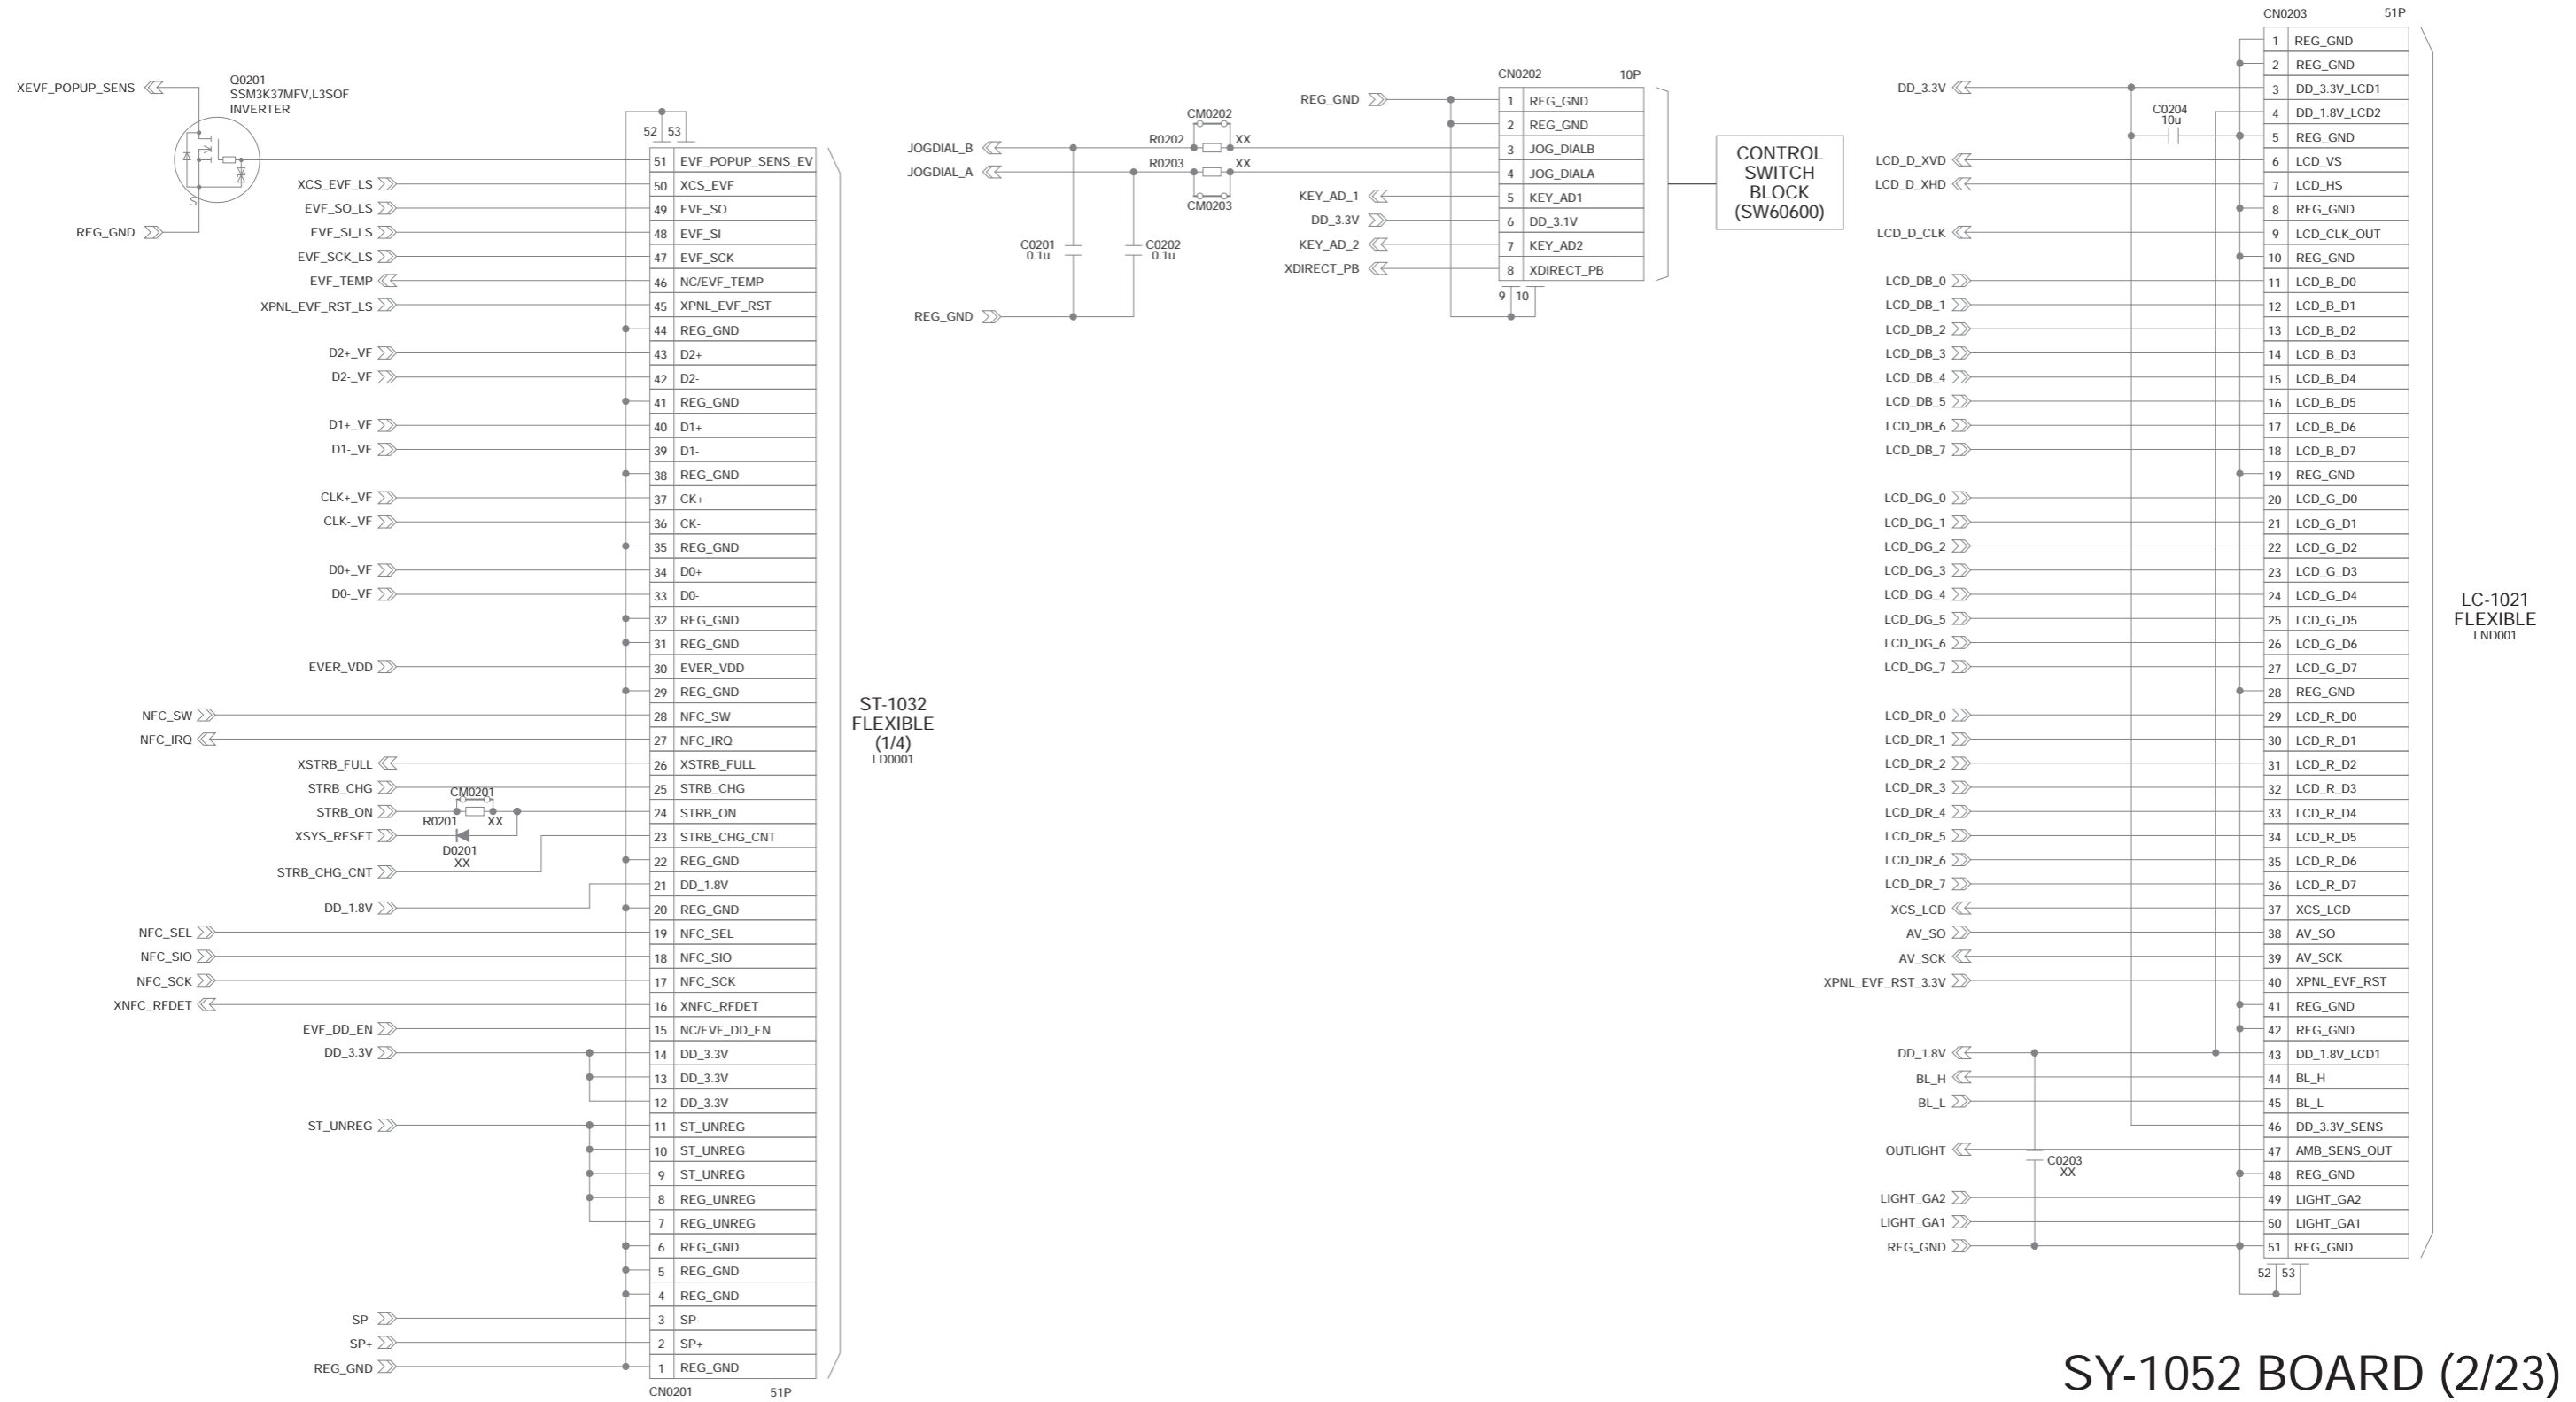 XEVF_POPUP_SENS
Q0201
SSM3K37MFV,L3SOF
INVERTER
S
REG_GND
XCS_EVF_LS
EVF_SO_LS
EVF_SI_LS
EVF_SCK_LS
EVF_TEMP
XPNL_EVF_RST_LS
D2+_VF
D2-_VF
D1+_VF
D1-_VF
CLK+_VF
CLK-_VF
D0+_VF
D0-_VF
EVER_VDD
NFC_SW
NFC_IRQ
XSTRB_FULL
STRB_CHG
STRB_ON
XSYS_RESET
STRB_CHG_CNT
CM0201
R0201 XX
D0201
XX
DD_1.8V
NFC_SEL
NFC_SIO
NFC_SCK
XNFC_RFDET
EVF_DD_EN
DD_3.3V
ST_UNREG
SP-
SP+
REG_GND
52 53
51 EVF_POPUP_SENS_EV
50 XCS_EVF
49 EVF_SO
48 EVF_SI
47 EVF_SCK
46 NC/EVF_TEMP
45 XPNL_EVF_RST
44 REG_GND
43 D2+
42 D2-
41 REG_GND
40 D1+
39 D1-
38 REG_GND
37 CK+
36 CK-
35 REG_GND
34 D0+
33 D0-
32 REG_GND
31 REG_GND
30 EVER_VDD
29 REG_GND
28 NFC_SW
27 NFC_IRQ
26 XSTRB_FULL
25 STRB_CHG
24 STRB_ON
23 STRB_CHG_CNT
22 REG_GND
21 DD_1.8V
20 REG_GND
19 NFC_SEL
18 NFC_SIO
17 NFC_SCK
16 XNFC_RFDET
15 NC/EVF_DD_EN
14 DD_3.3V
13 DD_3.3V
12 DD_3.3V
11 ST_UNREG
10 ST_UNREG
9 ST_UNREG
8 REG_UNREG
7 REG_UNREG
6 REG_GND
5 REG_GND
4 REG_GND
3 SP-
2 SP+
1 REG_GND
CN0201 51P
ST-1032
FLEXIBLE
(1/4)
LD0001
JOGDIAL_B
JOGDIAL_A
REG_GND
C0201
0.1u
C0202
0.1u
CM0202
R0202 XX
R0203 XX
CM0203
REG_GND
KEY_AD_1
DD_3.3V
KEY_AD_2
XDIRECT_PB
CN0202 10P
1 REG_GND
2 REG_GND
3 JOG_DIALB
4 JOG_DIALA
5 KEY_AD1
6 DD_3.1V
7 KEY_AD2
8 XDIRECT_PB
9 10
CONTROL
SWITCH
BLOCK
(SW60600)
DD_3.3V
C0204
10u
LCD_D_XVD
LCD_D_XHD
LCD_D_CLK
LCD_DB_0
LCD_DB_1
LCD_DB_2
LCD_DB_3
LCD_DB_4
LCD_DB_5
LCD_DB_6
LCD_DB_7
LCD_DG_0
LCD_DG_1
LCD_DG_2
LCD_DG_3
LCD_DG_4
LCD_DG_5
LCD_DG_6
LCD_DG_7
LCD_DR_0
LCD_DR_1
LCD_DR_2
LCD_DR_3
LCD_DR_4
LCD_DR_5
LCD_DR_6
LCD_DR_7
XCS_LCD
AV_SO
AV_SCK
XPNL_EVF_RST_3.3V
DD_1.8V
BL_H
BL_L
OUTLIGHT
C0203
XX
LIGHT_GA2
LIGHT_GA1
REG_GND
CN0203 51P
1 REG_GND
2 REG_GND
3 DD_3.3V_LCD1
4 DD_1.8V_LCD2
5 REG_GND
6 LCD_VS
7 LCD_HS
8 REG_GND
9 LCD_CLK_OUT
10 REG_GND
11 LCD_B_D0
12 LCD_B_D1
13 LCD_B_D2
14 LCD_B_D3
15 LCD_B_D4
16 LCD_B_D5
17 LCD_B_D6
18 LCD_B_D7
19 REG_GND
20 LCD_G_D0
21 LCD_G_D1
22 LCD_G_D2
23 LCD_G_D3
24 LCD_G_D4
25 LCD_G_D5
26 LCD_G_D6
27 LCD_G_D7
28 REG_GND
29 LCD_R_D0
30 LCD_R_D1
31 LCD_R_D2
32 LCD_R_D3
33 LCD_R_D4
34 LCD_R_D5
35 LCD_R_D6
36 LCD_R_D7
37 XCS_LCD
38 AV_SO
39 AV_SCK
40 XPNL_EVF_RST
41 REG_GND
42 REG_GND
43 DD_1.8V_LCD1
44 BL_H
45 BL_L
46 DD_3.3V_SENS
47 AMB_SENS_OUT
48 REG_GND
49 LIGHT_GA2
50 LIGHT_GA1
51 REG_GND
52 53
LC-1021
FLEXIBLE
LND001
SY-1052 BOARD (2/23)